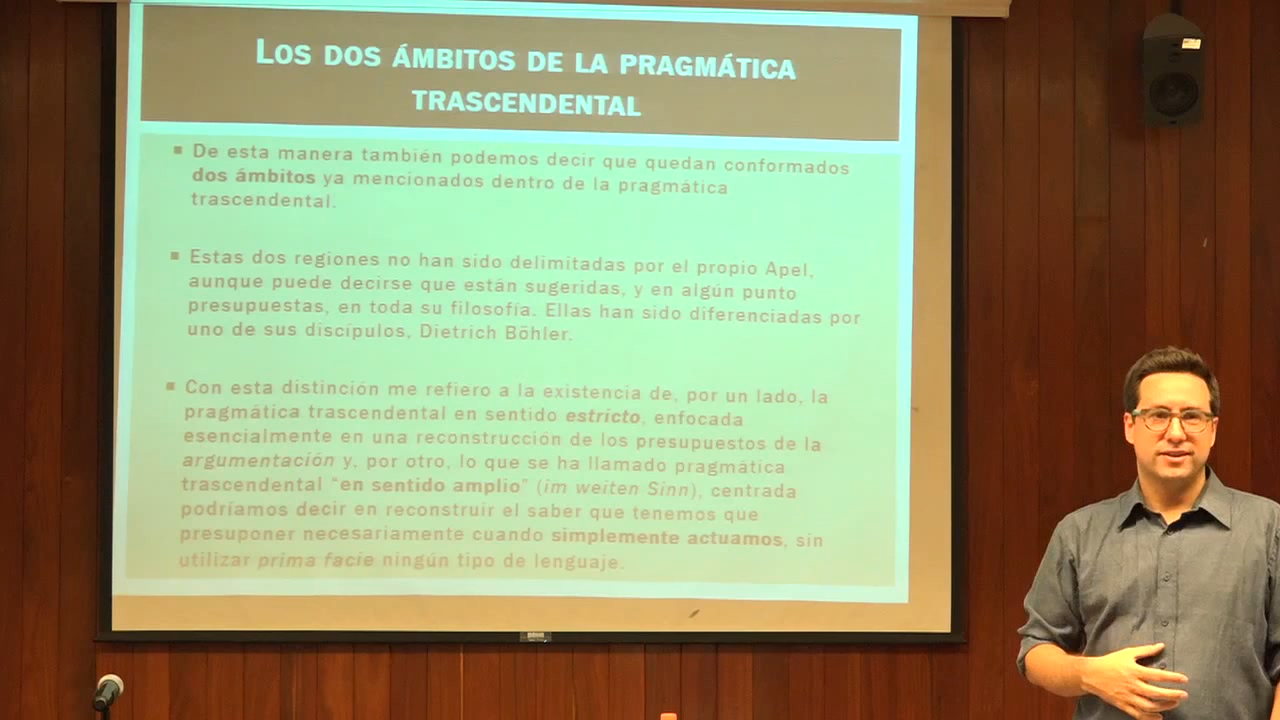 LOS DOS ÁMBITOS DE LA PRAGMÁTICA
TRASCENDENTAL
▪ De esta manera también podemos decir que quedan conformados
dos ámbitos ya mencionados dentro de la pragmática
trascendental.
▪ Estas dos regiones no han sido delimitadas por el propio Apel,
aunque puede decirse que están sugeridas, y en algún punto
presupuestas, en toda su filosofía. Ellas han sido diferenciadas por
uno de sus discípulos, Dietrich Böhler.
▪ Con esta distinción me refiero a la existencia de, por un lado, la
pragmática trascendental en sentido estricto, enfocada
esencialmente en una reconstrucción de los presupuestos de la
argumentación y, por otro, lo que se ha llamado pragmática
trascendental “en sentido amplio” (im weiten Sinn), centrada
podríamos decir en reconstruir el saber que tenemos que
presuponer necesariamente cuando simplemente actuamos, sin
utilizar prima facie ningún tipo de lenguaje.